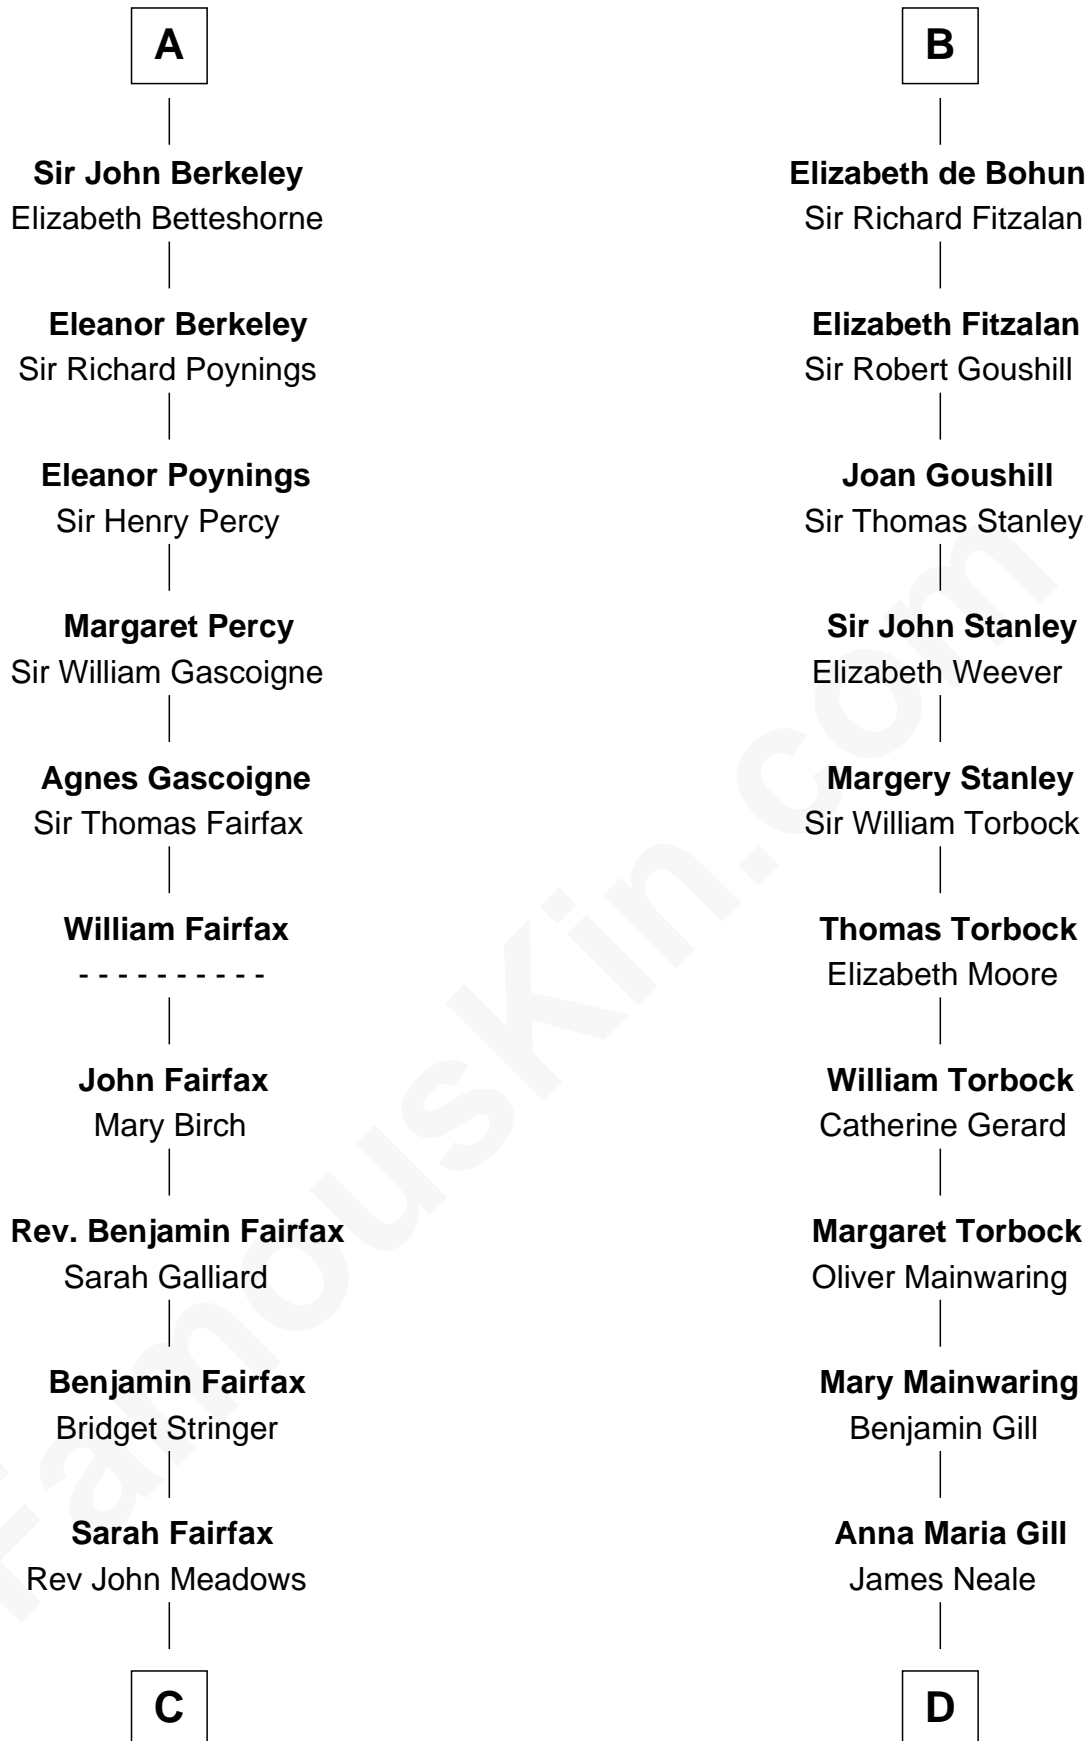 A
Sir John Berkeley
Elizabeth Betteshorne
Eleanor Berkeley
Sir Richard Poynings
Eleanor Poynings
Sir Henry Percy
Margaret Percy
Sir William Gascoigne
Agnes Gascoigne
Sir Thomas Fairfax
William Fairfax
- - - - - - - - - -
John Fairfax
Mary Birch
Rev. Benjamin Fairfax
Sarah Galliard
Benjamin Fairfax
Bridget Stringer
Sarah Fairfax
Rev John Meadows
C
B
Elizabeth de Bohun
Sir Richard Fitzalan
Elizabeth Fitzalan
Sir Robert Goushill
Joan Goushill
Sir Thomas Stanley
Sir John Stanley
Elizabeth Weever
Margery Stanley
Sir William Torbock
Thomas Torbock
Elizabeth Moore
William Torbock
Catherine Gerard
Margaret Torbock
Oliver Mainwaring
Mary Mainwaring
Benjamin Gill
Anna Maria Gill
James Neale
D
FamousKin.com